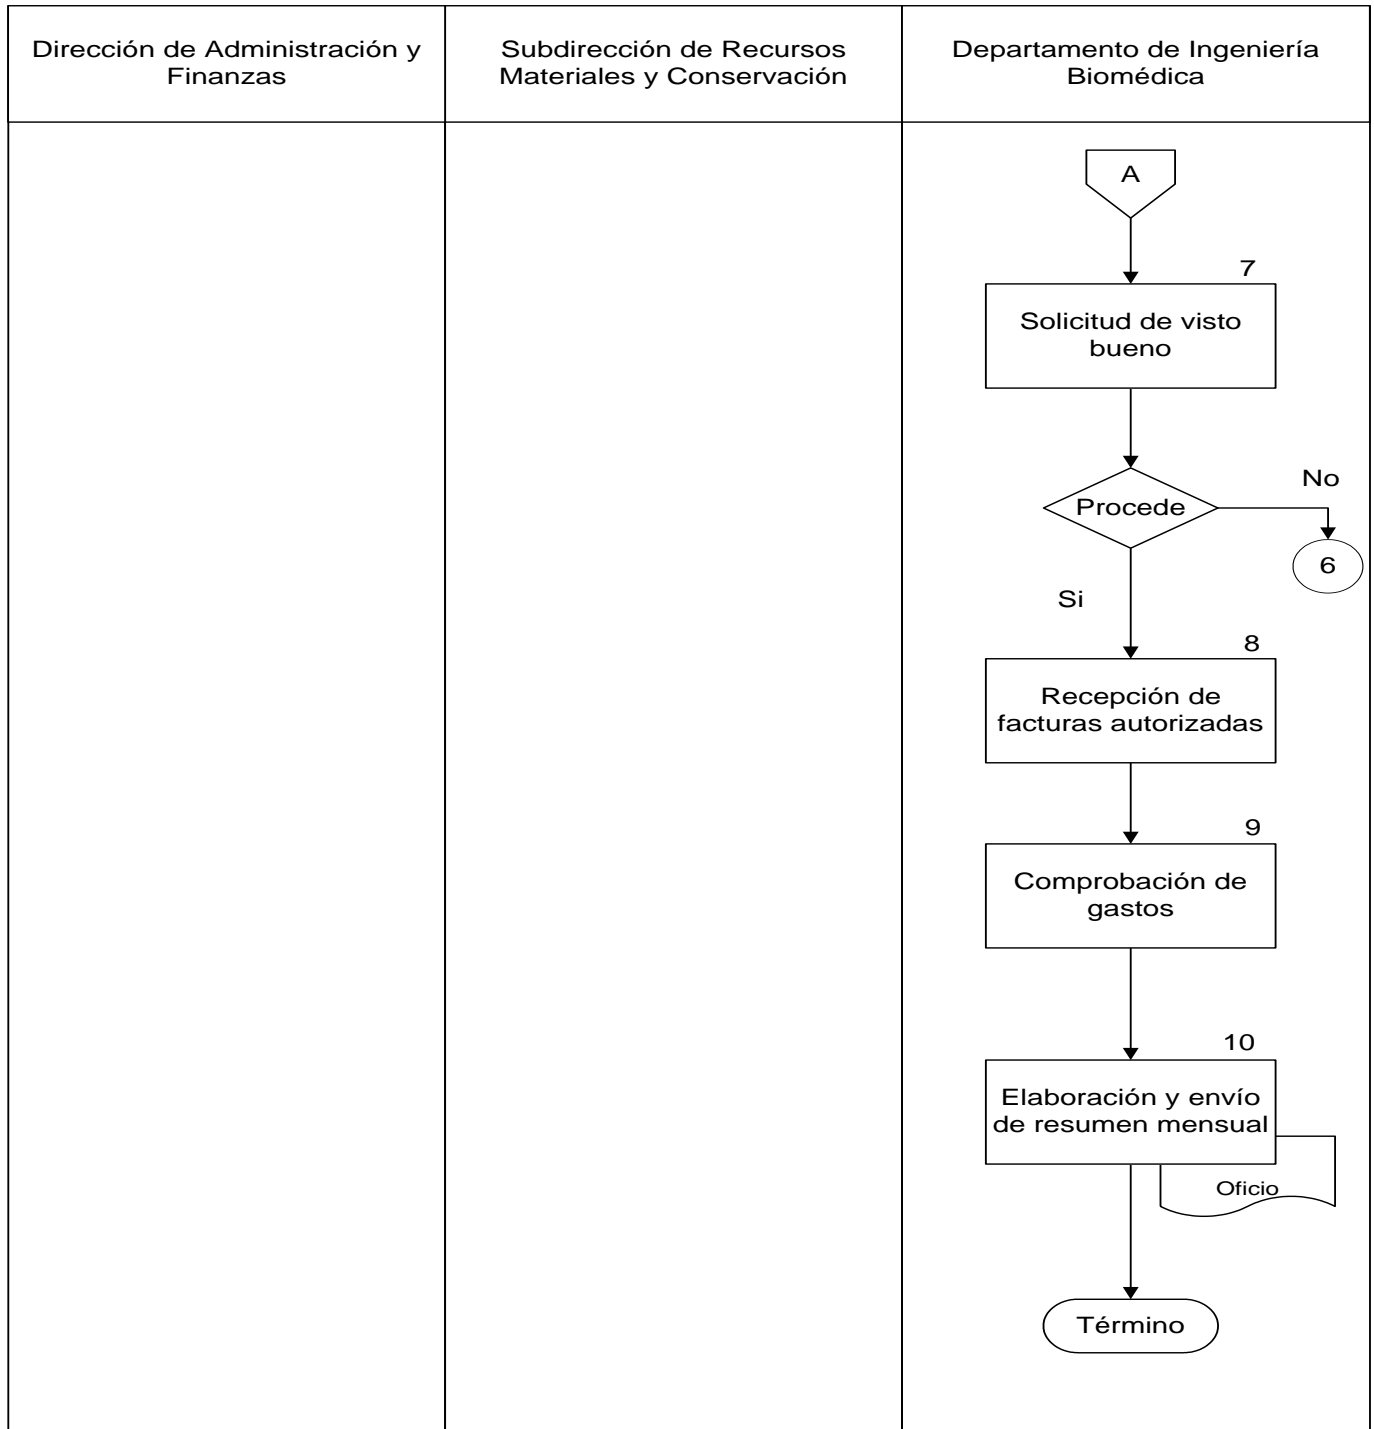 Dirección de Administración y
Finanzas
Subdirección de Recursos
Materiales y Conservación
Departamento de Ingeniería
Biomédica
A
7
Solicitud de visto
bueno
Procede
No
6
Si
8
Recepción de
facturas autorizadas
9
Comprobación de
gastos
10
Elaboración y envío
de resumen mensual
Oficio
Término